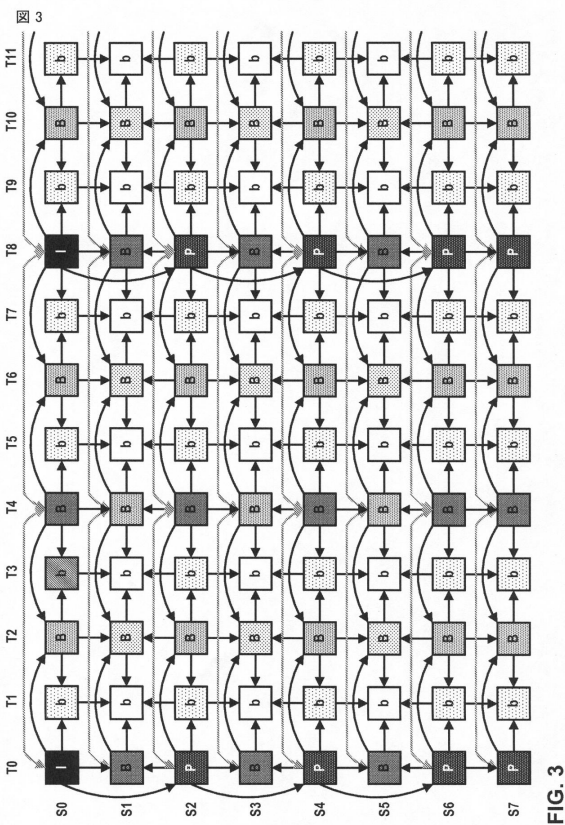 図 3
T0 T1 T2 T3 T4 T5 T6 T7 T8 T9 T10 T11
S0 I b B b B b B b I b B b
S1 B b B b B b B b B b B b
S2 P b B b B b B b P b B b
S3 B b B b B b B b B b B b
S4 P b B b B b B b P b B b
S5 B b B b B b B b B b B b
S6 P b B b B b B b P b B b
S7 P b B b B b B b P b B b
FIG. 3